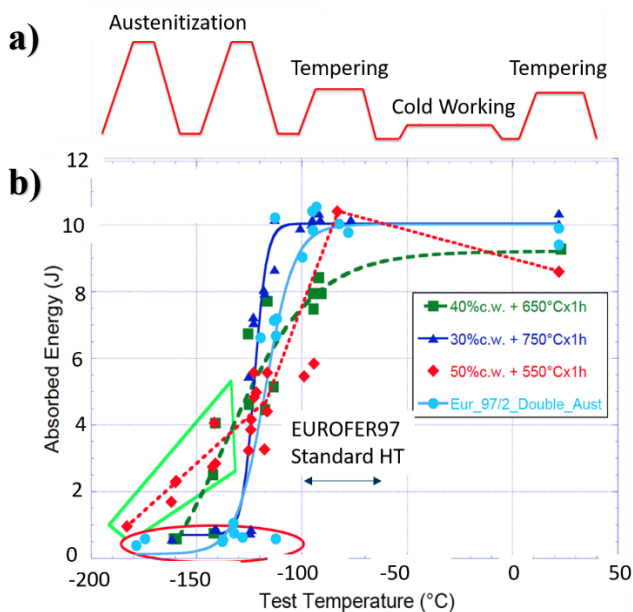 a)
Austenitization
Tempering
Cold Working
Tempering
b)
12
10
8
6
4
2
0
Absorbed Energy (J)
40%c.w. + 650°Cx1h
30%c.w. + 750°Cx1h
50%c.w. + 550°Cx1h
Eur_97/2_Double_Aust
EUROFER97
Standard HT
-200
-150
-100
-50
0
50
Test Temperature (°C)